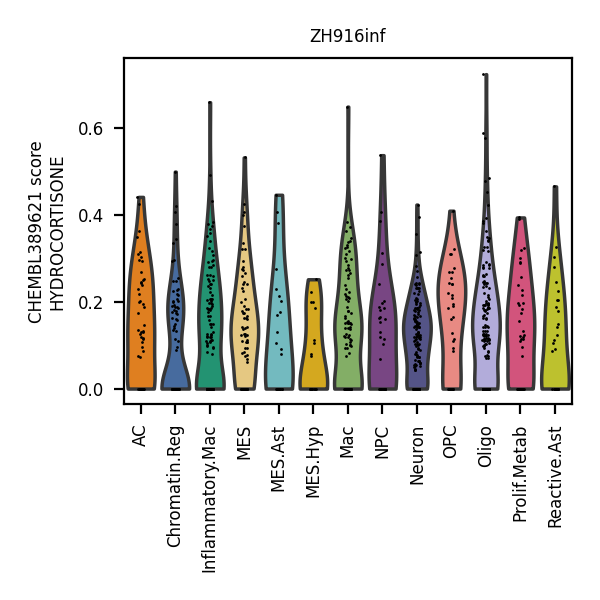 ZH916inf
CHEMBL389621 score
HYDROCORTISONE
0.6
0.4
0.2
0.0
AC
Chromatin.Reg
Inflammatory.Mac
MES
MES.Ast
MES.Hyp
Mac
NPC
Neuron
OPC
Oligo
Prolif.Metab
Reactive.Ast